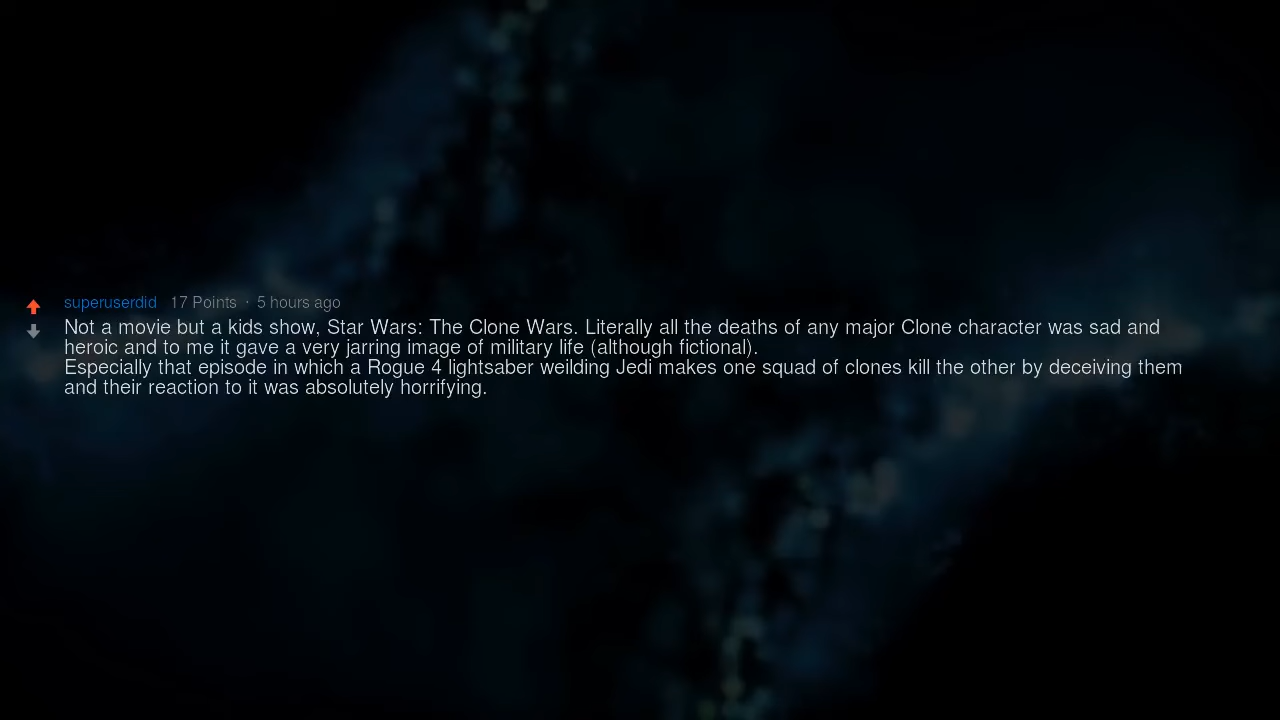 superuserdid 17 Points · 5 hours ago
Not a movie but a kids show, Star Wars: The Clone Wars. Literally all the deaths of any major Clone character was sad and
heroic and to me it gave a very jarring image of military life (although fictional).
Especially that episode in which a Rogue 4 lightsaber weilding Jedi makes one squad of clones kill the other by deceiving them
and their reaction to it was absolutely horrifying.